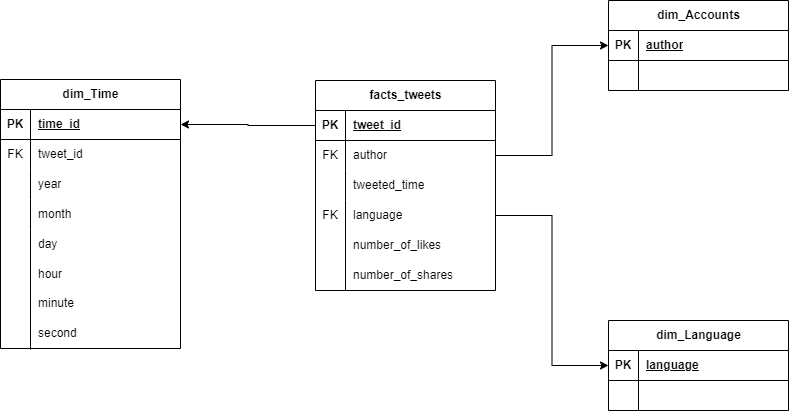 dim_Accounts
PK author
dim_Time
PK time_id
FK tweet_id
year
month
day
hour
minute
second
facts_tweets
PK tweet_id
FK author
tweeted_time
FK language
number_of_likes
number_of_shares
dim_Language
PK language